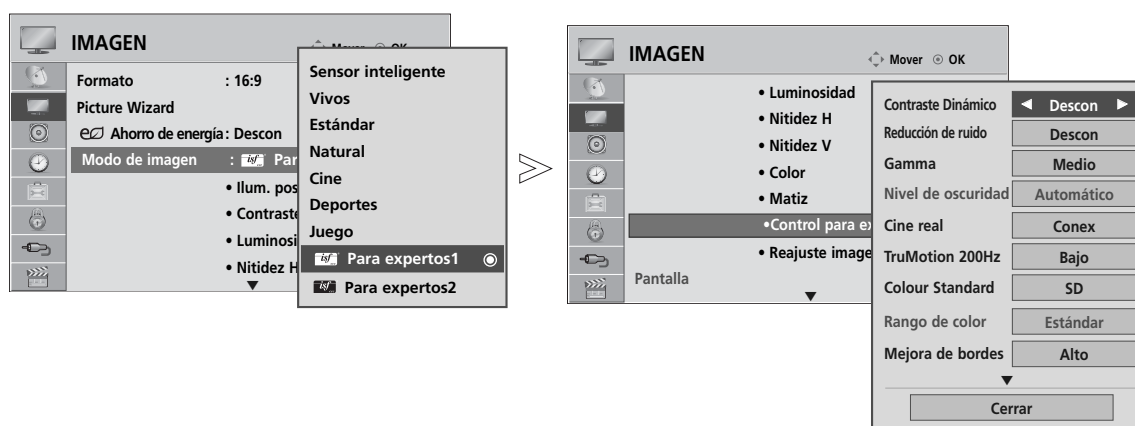 IMAGEN
Mover OK
Formato : 16:9
Picture Wizard
Ahorro de energía : Descon
Modo de imagen : isf Par
• Ilum. pos
• Contraste
• Luminosi
• Nitidez H
Sensor inteligente
Vivos
Estándar
Natural
Cine
Deportes
Juego
isf Para expertos1
isf Para expertos2
IMAGEN
Mover OK
• Luminosidad
• Nitidez H
• Nitidez V
• Color
• Matiz
•Control para ex
• Reajuste image
Pantalla
Contraste Dinámico ◀ Descon ▶
Reducción de ruido Descon
Gamma Medio
Nivel de oscuridad Automático
Cine real Conex
TruMotion 200Hz Bajo
Colour Standard SD
Rango de color Estándar
Mejora de bordes Alto
Cerrar